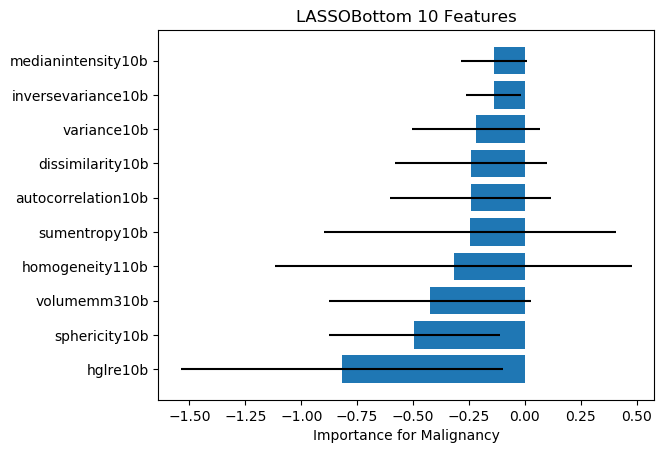 LASSOBottom 10 Features
medianintensity10b
inversevariance10b
variance10b
dissimilarity10b
autocorrelation10b
sumentropy10b
homogeneity110b
volumemm310b
sphericity10b
hglre10b
−1.50 −1.25 −1.00 −0.75 −0.50 −0.25 0.00 0.25 0.50
Importance for Malignancy